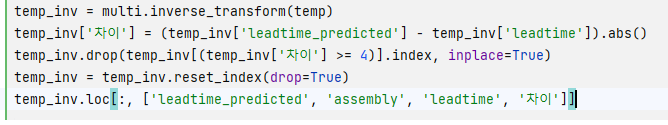 temp_inv = multi.inverse_transform(temp)
temp_inv['차이'] = (temp_inv['leadtime_predicted'] - temp_inv['leadtime']).abs()
temp_inv.drop(temp_inv[(temp_inv['차이'] >= 4)].index, inplace=True)
temp_inv = temp_inv.reset_index(drop=True)
temp_inv.loc[:, ['leadtime_predicted', 'assembly', 'leadtime', '차이']]